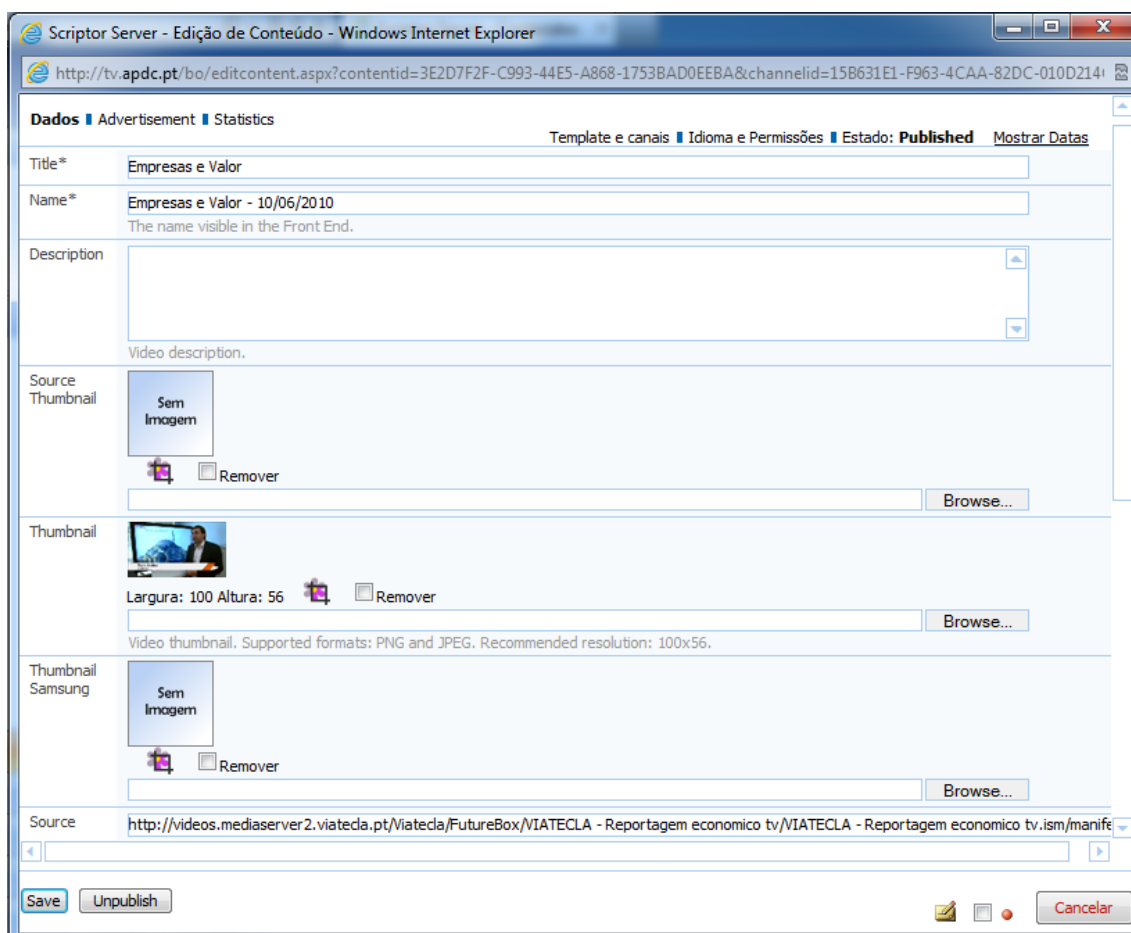 Scriptor Server - Edição de Conteúdo - Windows Internet Explorer
http://tv.apdc.pt/bo/editcontent.aspx?contentid=3E2D7F2F-C993-44E5-A868-1753BAD0EEBA&channelid=15B631E1-F963-4CAA-82DC-010D214
Dados Advertisement Statistics
Template e canais Idioma e Permissões Estado: Published Mostrar Datas
Title* Empresas e Valor
Name* Empresas e Valor - 10/06/2010
The name visible in the Front End.
Description
Video description.
Source
Thumbnail
Sem
Imagem
Remover
Browse...
Thumbnail
Largura: 100 Altura: 56 Remover
Browse...
Video thumbnail. Supported formats: PNG and JPEG. Recommended resolution: 100x56.
Thumbnail
Samsung
Sem
Imagem
Remover
Browse...
Source http://videos.mediaserver2.viatecla.pt/Viatecla/FutureBox/VIATECLA - Reportagem economico tv/VIATECLA - Reportagem economico tv.ism/manife
Save Unpublish Cancelar